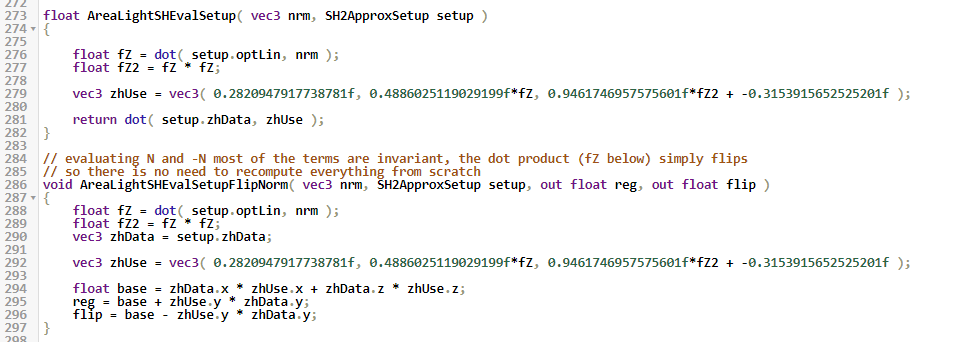 272
273 float AreaLightSHEvalSetup( vec3 nrm, SH2ApproxSetup setup )
274 {
275
276     float fZ = dot( setup.optLin, nrm );
277     float fZ2 = fZ * fZ;
278
279     vec3 zhUse = vec3( 0.2820947917738781f, 0.4886025119029199f*fZ, 0.9461746957575601f*fZ2 + -0.3153915652525201f );
280
281     return dot( setup.zhData, zhUse );
282 }
283
284 // evaluating N and -N most of the terms are invariant, the dot product (fZ below) simply flips
285 // so there is no need to recompute everything from scratch
286 void AreaLightSHEvalSetupFlipNorm( vec3 nrm, SH2ApproxSetup setup, out float reg, out float flip )
287 {
288     float fZ = dot( setup.optLin, nrm );
289     float fZ2 = fZ * fZ;
290     vec3 zhData = setup.zhData;
291
292     vec3 zhUse = vec3( 0.2820947917738781f, 0.4886025119029199f*fZ, 0.9461746957575601f*fZ2 + -0.3153915652525201f );
293
294     float base = zhData.x * zhUse.x + zhData.z * zhUse.z;
295     reg = base + zhUse.y * zhData.y;
296     flip = base - zhUse.y * zhData.y;
297 }
298